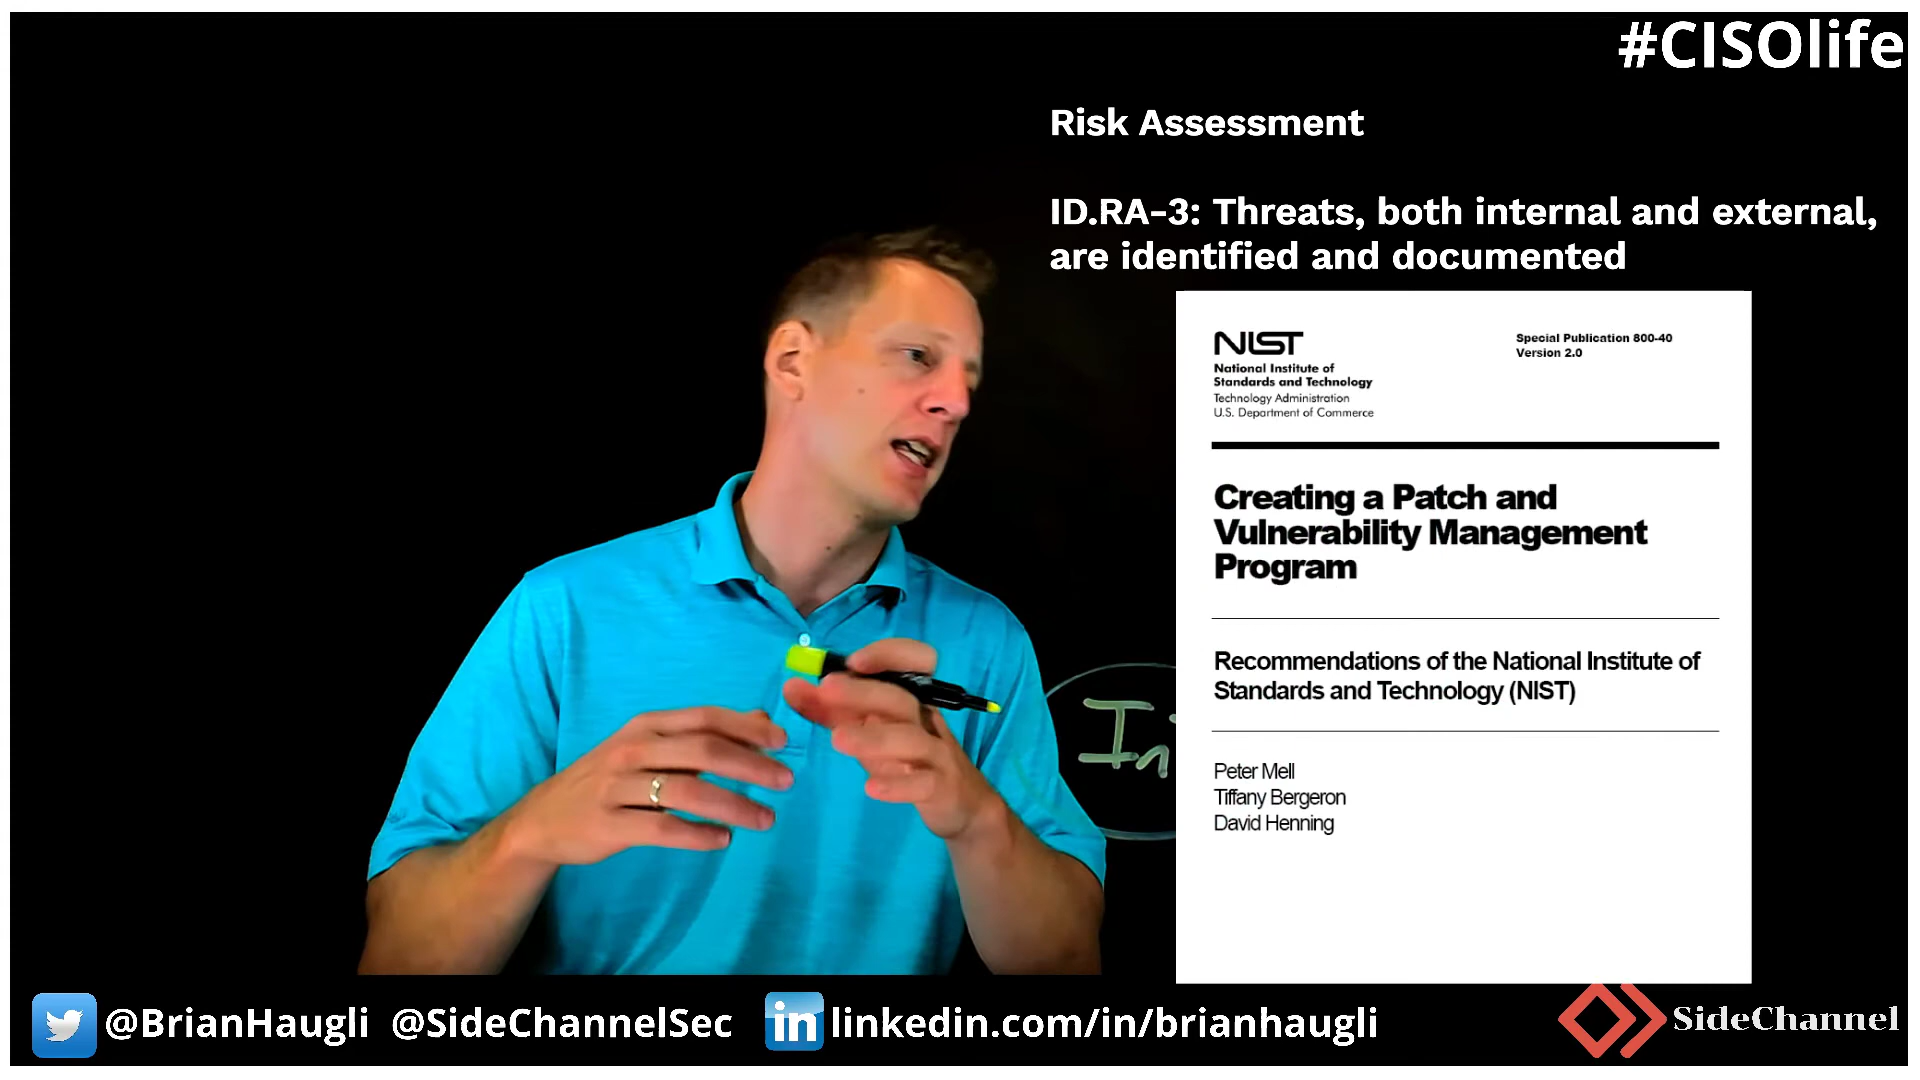 #CISOlife
Risk Assessment
ID.RA-3: Threats, both internal and external,
are identified and documented
NIST
National Institute of
Standards and Technology
Technology Administration
U.S. Department of Commerce
Special Publication 800-40
Version 2.0
Creating a Patch and
Vulnerability Management
Program
Recommendations of the National Institute of
Standards and Technology (NIST)
Peter Mell
Tiffany Bergeron
David Henning
@BrianHaugli @SideChannelSec in linkedin.com/in/brianhaugli
SideChannel